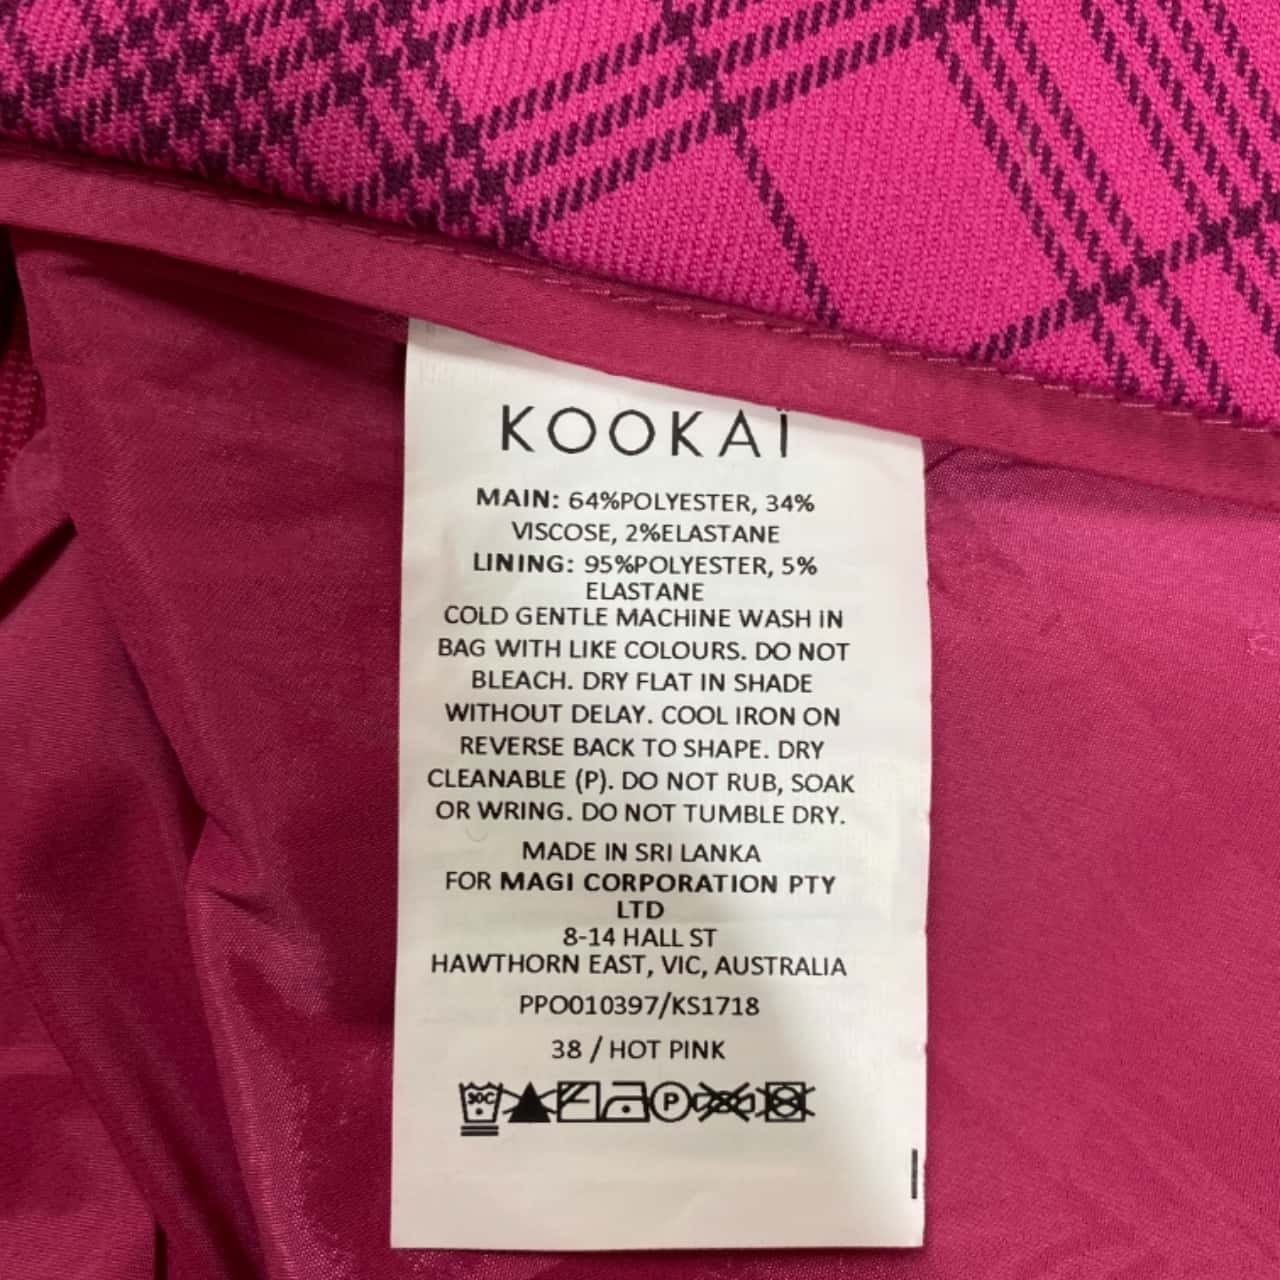 KOOKAÏ
MAIN: 64%POLYESTER, 34%
VISCOSE, 2%ELASTANE
LINING: 95%POLYESTER, 5%
ELASTANE
COLD GENTLE MACHINE WASH IN
BAG WITH LIKE COLOURS. DO NOT
BLEACH. DRY FLAT IN SHADE
WITHOUT DELAY. COOL IRON ON
REVERSE BACK TO SHAPE. DRY
CLEANABLE (P). DO NOT RUB, SOAK
OR WRING. DO NOT TUMBLE DRY.
MADE IN SRI LANKA
FOR MAGI CORPORATION PTY
LTD
8-14 HALL ST
HAWTHORN EAST, VIC, AUSTRALIA
PPO010397/KS1718
38 / HOT PINK
30C P